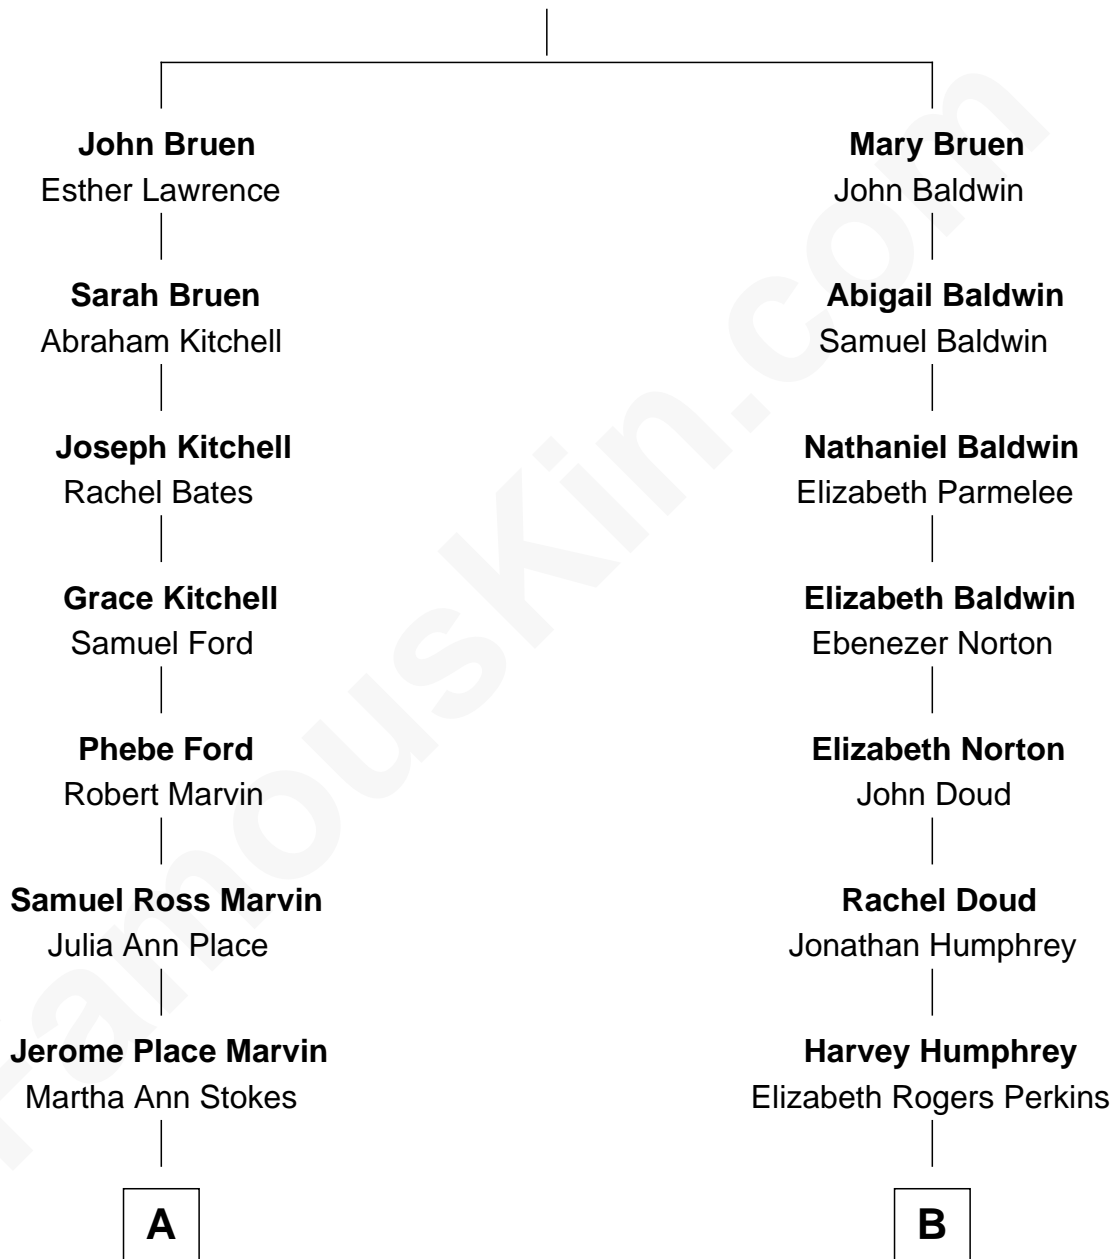 John Bruen
Esther Lawrence
Mary Bruen
John Baldwin
Sarah Bruen
Abraham Kitchell
Abigail Baldwin
Samuel Baldwin
Joseph Kitchell
Rachel Bates
Nathaniel Baldwin
Elizabeth Parmelee
Grace Kitchell
Samuel Ford
Elizabeth Baldwin
Ebenezer Norton
Phebe Ford
Robert Marvin
Elizabeth Norton
John Doud
Samuel Ross Marvin
Julia Ann Place
Rachel Doud
Jonathan Humphrey
Jerome Place Marvin
Martha Ann Stokes
Harvey Humphrey
Elizabeth Rogers Perkins
A
B
FamousKin.com